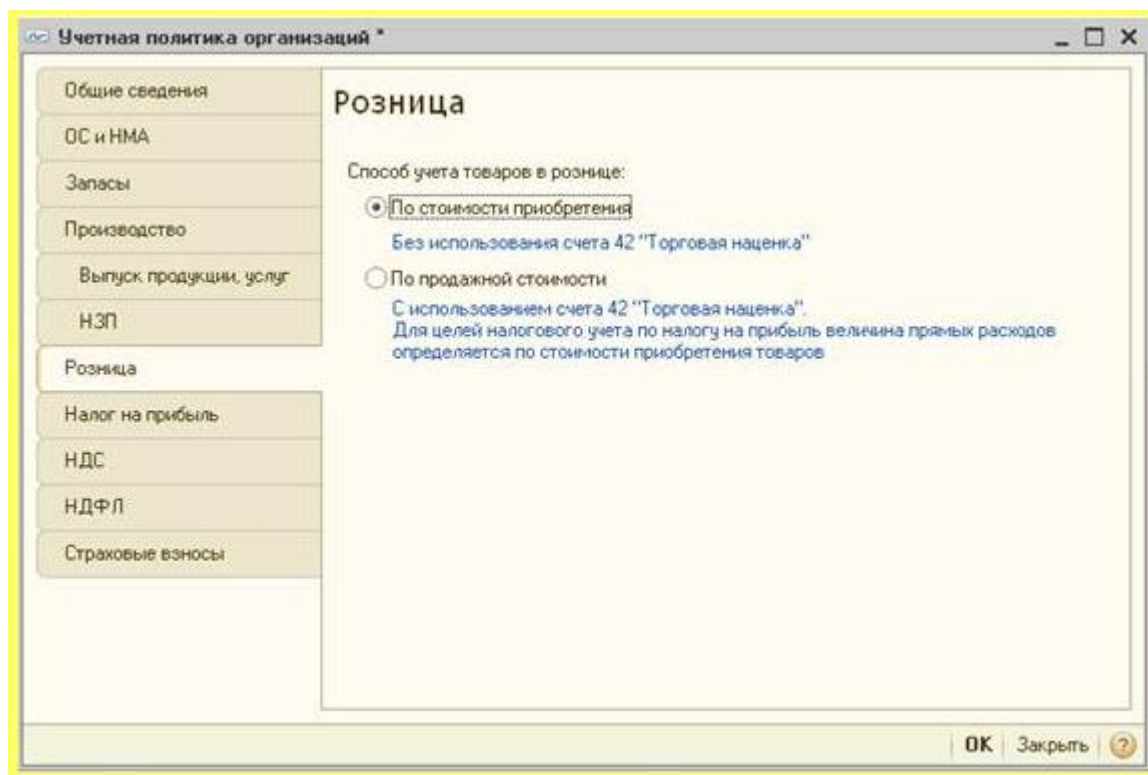 Учетная политика организаций *
Общие сведения
ОС и НМА
Запасы
Производство
Выпуск продукции, услуг
НЗП
Розница
Налог на прибыль
НДС
НДФЛ
Страховые взносы
Розница
Способ учета товаров в рознице:
По стоимости приобретения
Без использования счета 42 "Торговая наценка"
По продажной стоимости
С использованием счета 42 "Торговая наценка".
Для целей налогового учета по налогу на прибыль величина прямых расходов
определяется по стоимости приобретения товаров
OK Закрыть ?